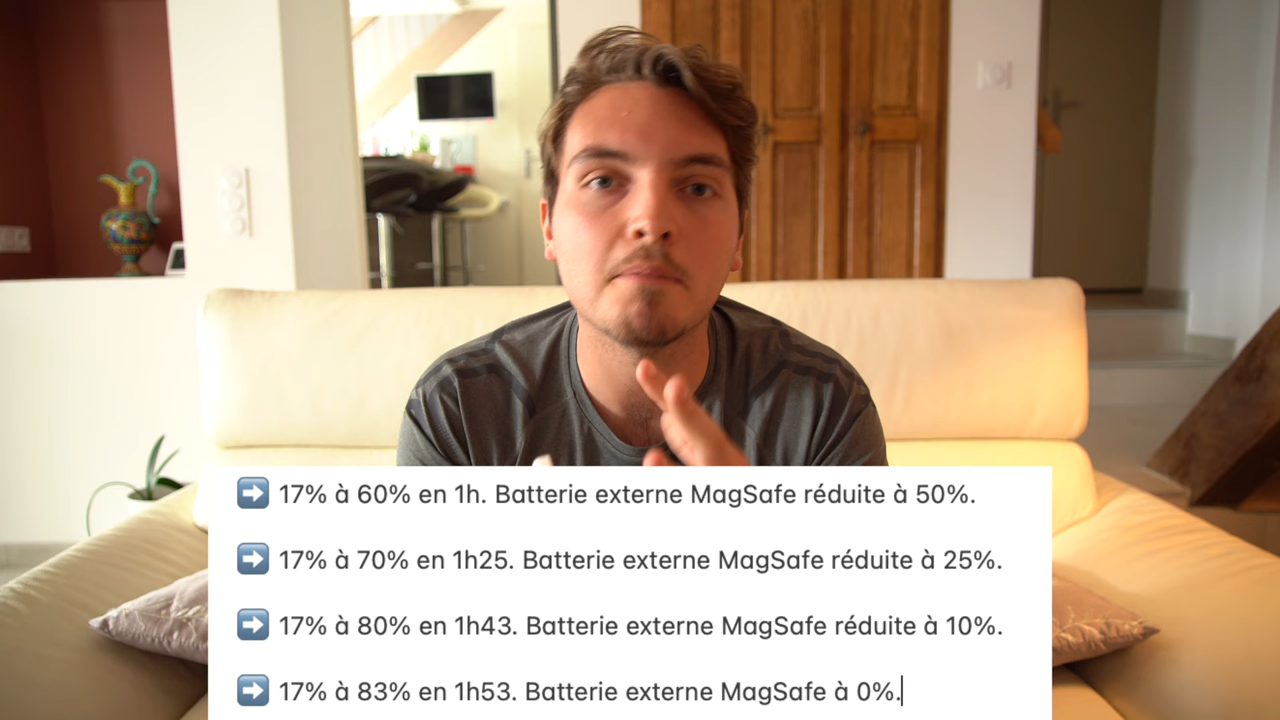 ➡️ 17% à 60% en 1h. Batterie externe MagSafe réduite à 50%.
➡️ 17% à 70% en 1h25. Batterie externe MagSafe réduite à 25%.
➡️ 17% à 80% en 1h43. Batterie externe MagSafe réduite à 10%.
➡️ 17% à 83% en 1h53. Batterie externe MagSafe à 0%.